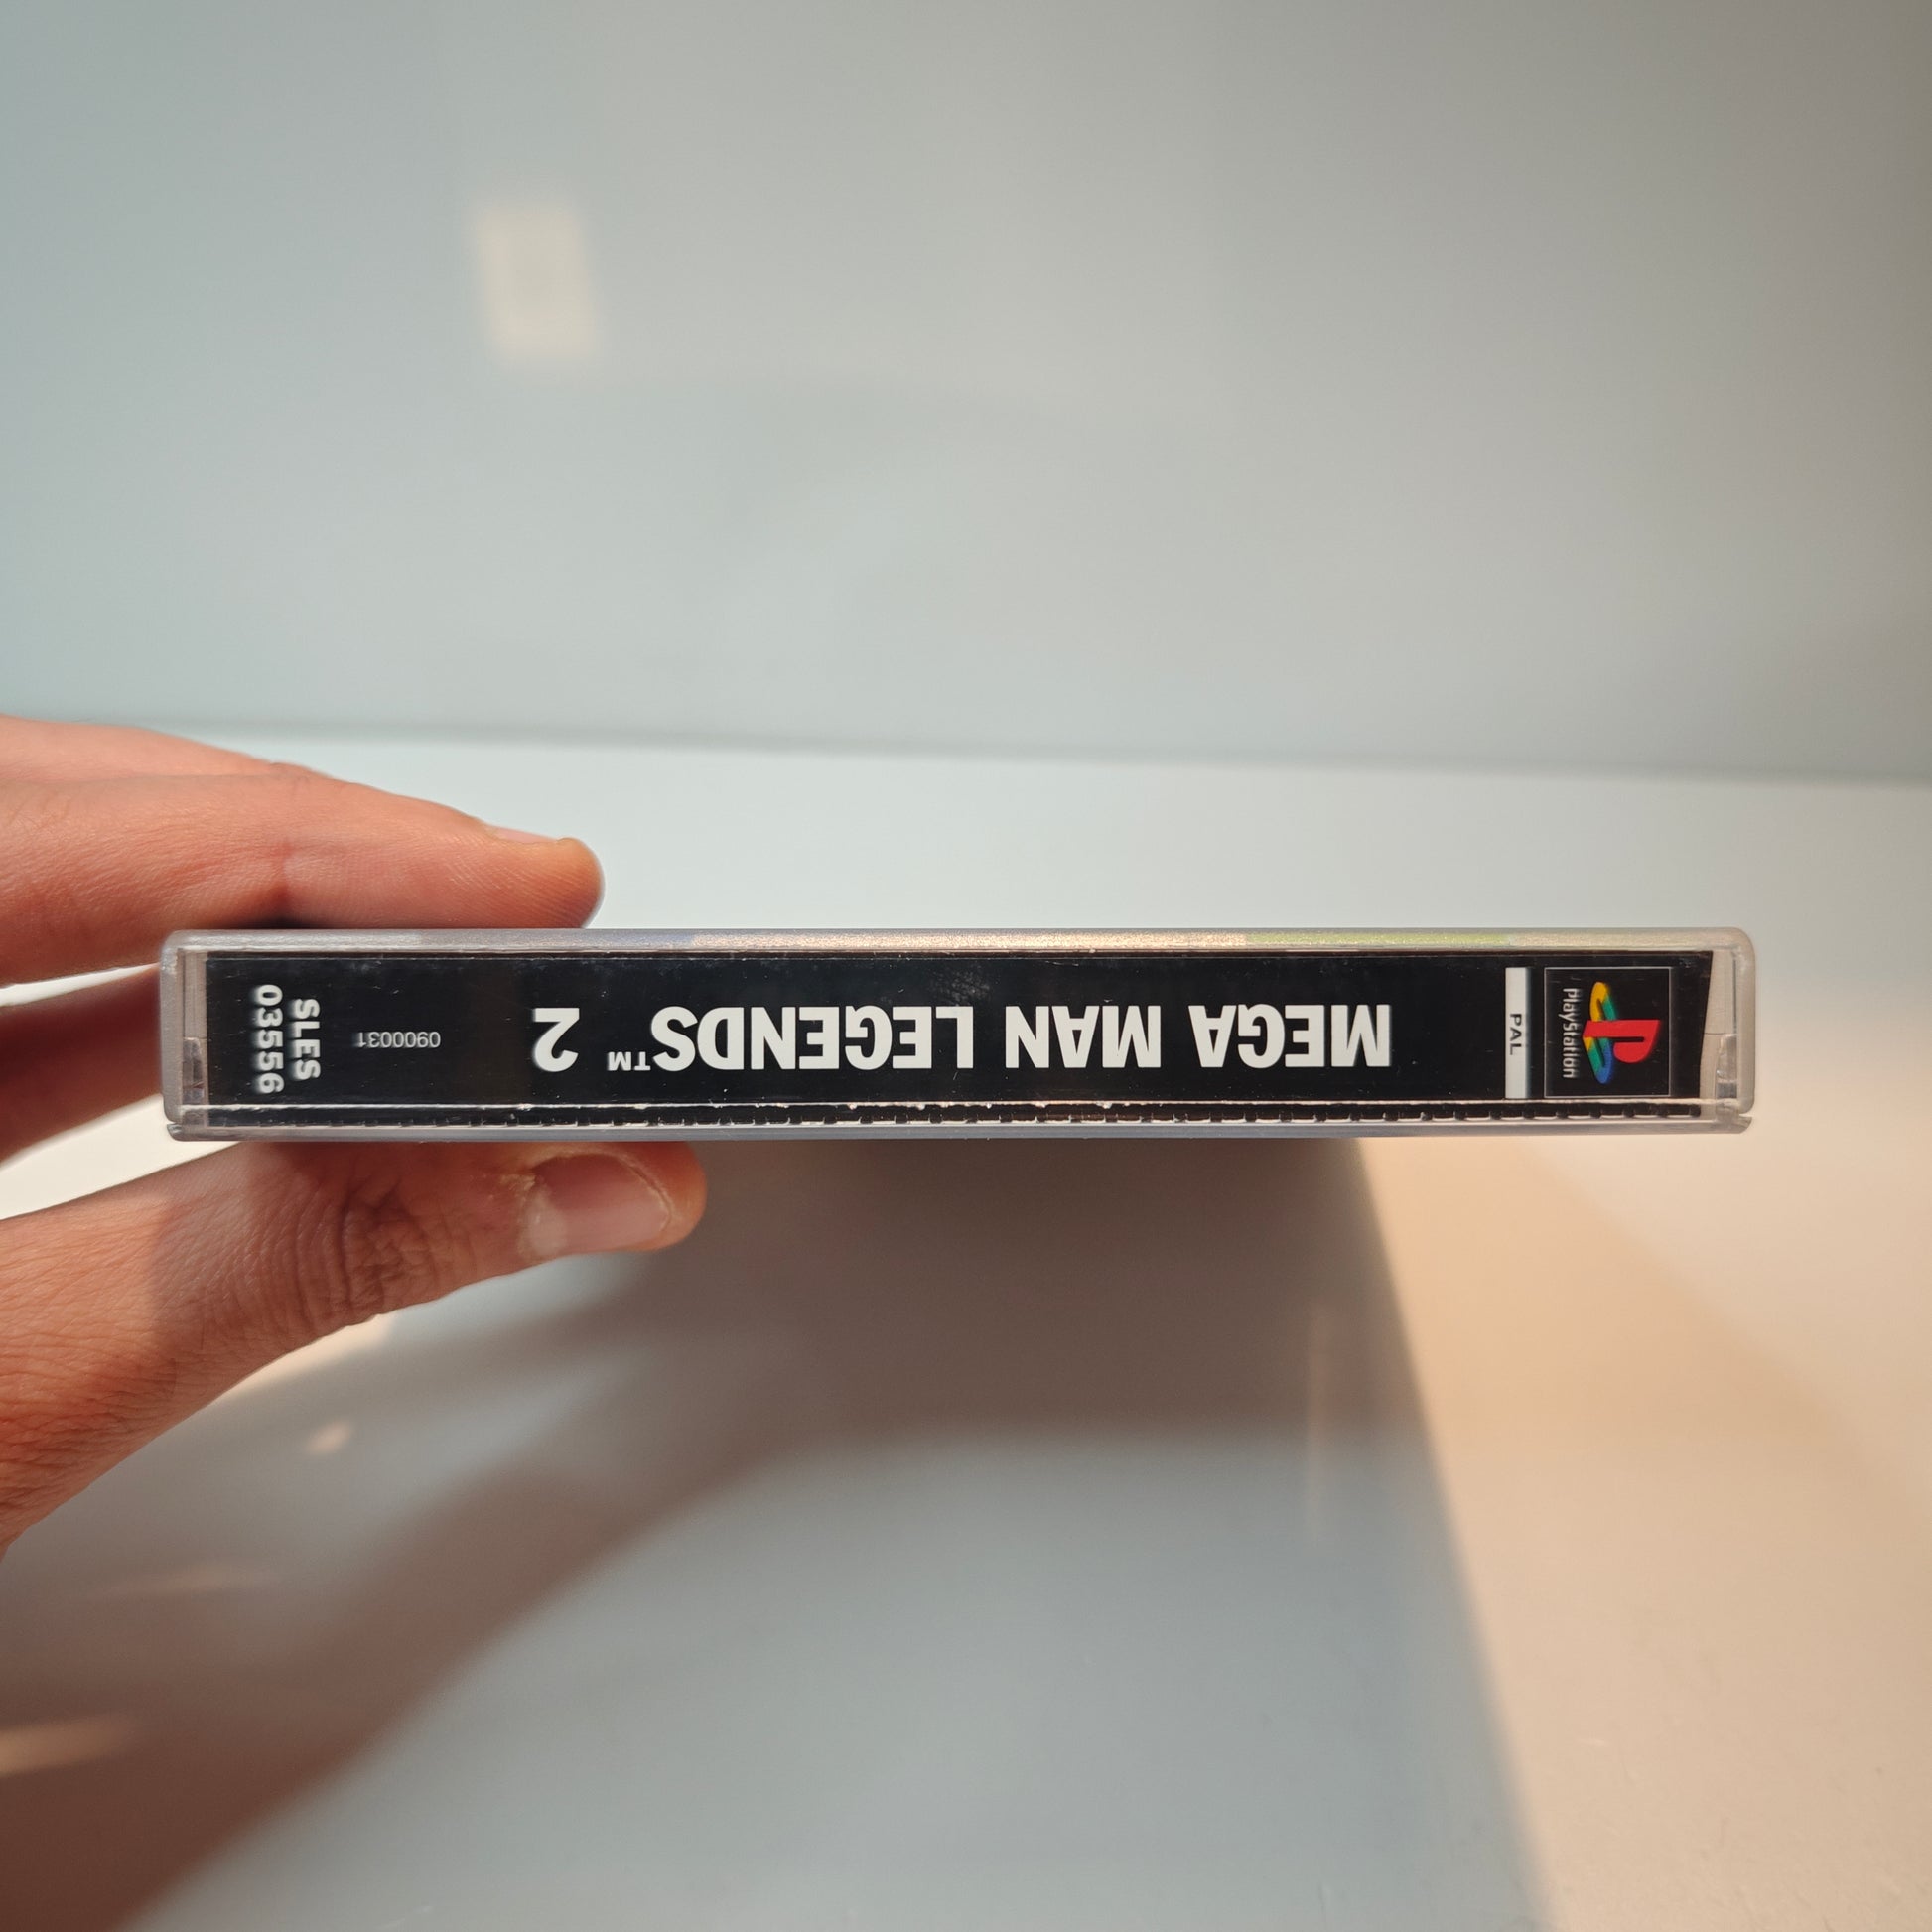 PlayStation
PAL
MEGA MAN LEGENDS™ 2
0900031
SLES
03556